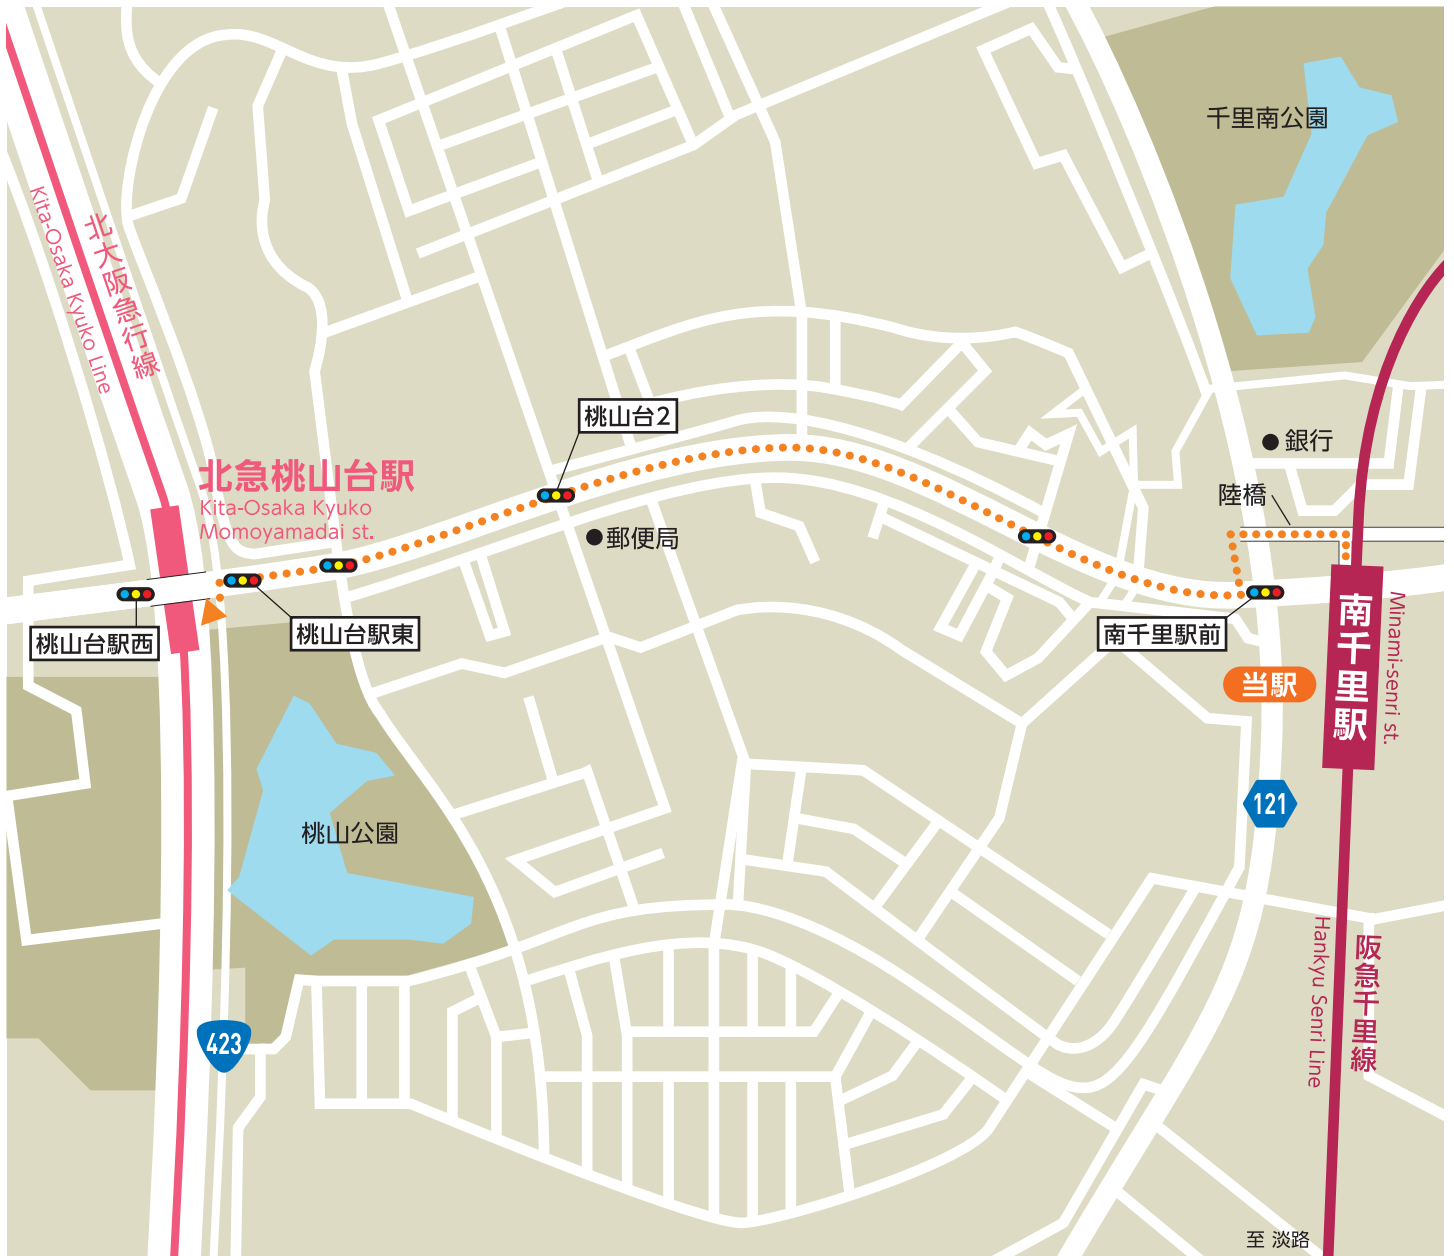 千里南公園
北大阪急行線
Kita-Osaka Kyuko Line
桃山台2
銀行
北急桃山台駅
Kita-Osaka Kyuko
Momoyamadai st.
陸橋
郵便局
桃山台駅西
桃山台駅東
南千里駅前
南千里駅
Minami-senri st.
当駅
121
桃山公園
阪急千里線
Hankyu Senri Line
423
至 淡路